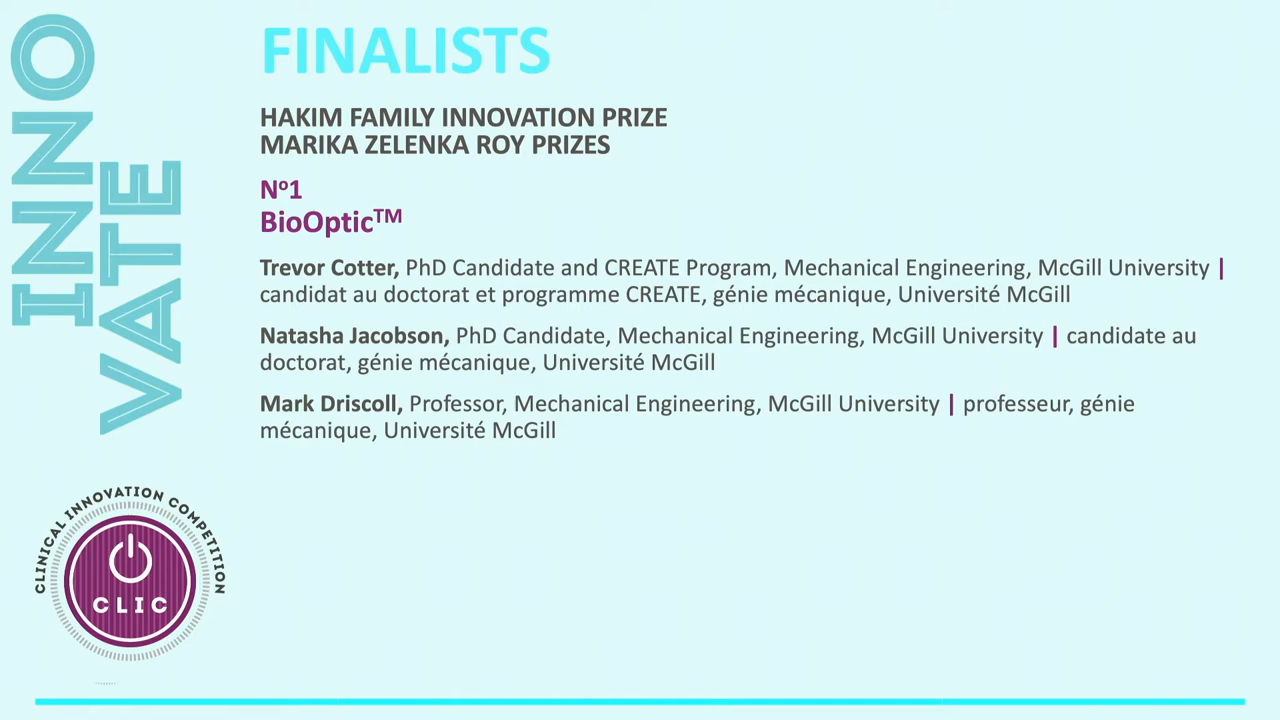 INNO
VATE
FINALISTS
HAKIM FAMILY INNOVATION PRIZE
MARIKA ZELENKA ROY PRIZES
Nº1
BioOptic™
Trevor Cotter, PhD Candidate and CREATE Program, Mechanical Engineering, McGill University |
candidat au doctorat et programme CREATE, génie mécanique, Université McGill
Natasha Jacobson, PhD Candidate, Mechanical Engineering, McGill University | candidate au
doctorat, génie mécanique, Université McGill
Mark Driscoll, Professor, Mechanical Engineering, McGill University | professeur, génie
mécanique, Université McGill
CLINICAL INNOVATION COMPETITION
CLIC